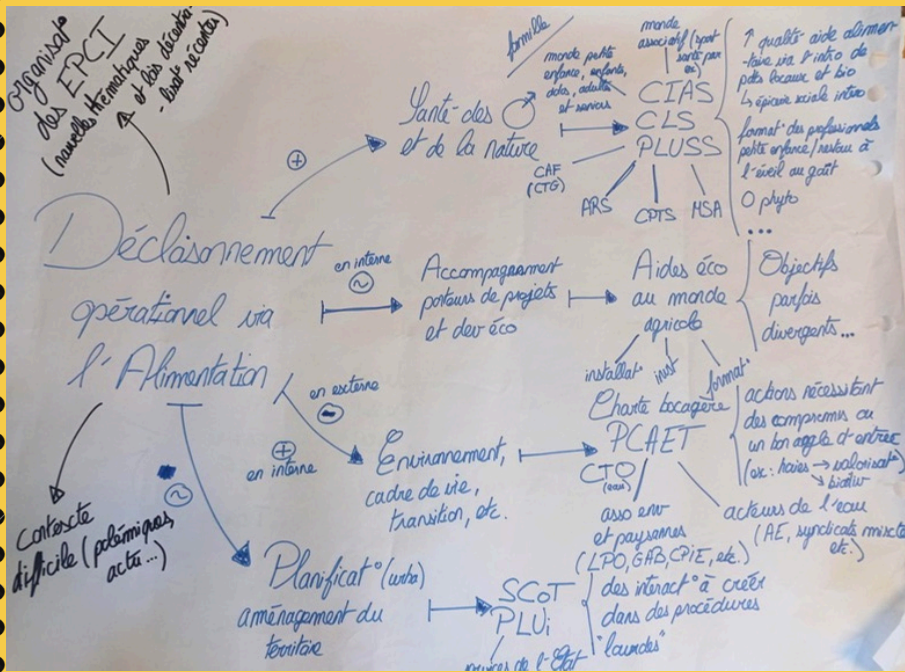 organisat°
des EPCI
(nouvelles thématiques
et lois décentra-
-lisat° récentes)
famille
monde petite
enfance, enfants,
ados, adultes
et seniors
monde
associatif (sport
santé par
ex)
Santé des ♂
et de la nature
+
CIAS
CLS
PLUSS
CAF
(CTG)
ARS
CPTS
MSA
↑ qualité aide alimen-
-taire via l'intro de
pdts locaux et bio
↳ épicerie sociale interco
format° des professionnels
petite enfance/restau à
l'éveil au goût
0 phyto
...
Décloisonnement
opérationnel via
l'Alimentation
en interne
~
Accompagnement
porteurs de projets
et dev éco
Aides éco
au monde
agricole
installat°
format°
Objectifs
parfois
divergents...
en externe
-
+
en interne
Environnement,
cadre de vie,
transition, etc.
Charte bocagère
PCAET
CTO
(eau)
asso env
et paysannes
(LPO, GAB, CPIE, etc.)
acteurs de l'eau
(AE, syndicats mixtes
etc.)
actions nécessitant
des compromis ou
un bon angle d'entrée
(ex: haies → valorisat°
→ biodiv
Contexte
difficile (polémiques,
actu...)
~
Planificat° (urba)
aménagement du
territoire
SCoT
PLUi
services de l'État
des interact° à créer
dans des procédures
"lourdes"